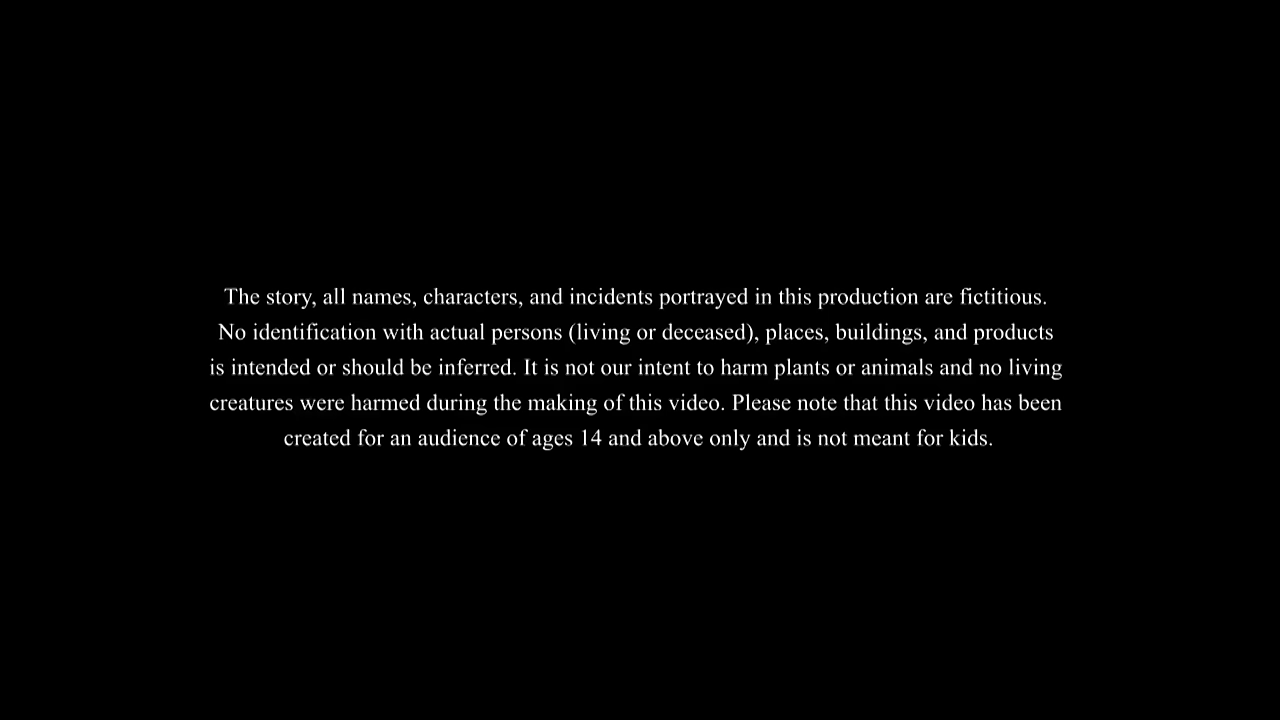 The story, all names, characters, and incidents portrayed in this production are fictitious.
No identification with actual persons (living or deceased), places, buildings, and products
is intended or should be inferred. It is not our intent to harm plants or animals and no living
creatures were harmed during the making of this video. Please note that this video has been
created for an audience of ages 14 and above only and is not meant for kids.